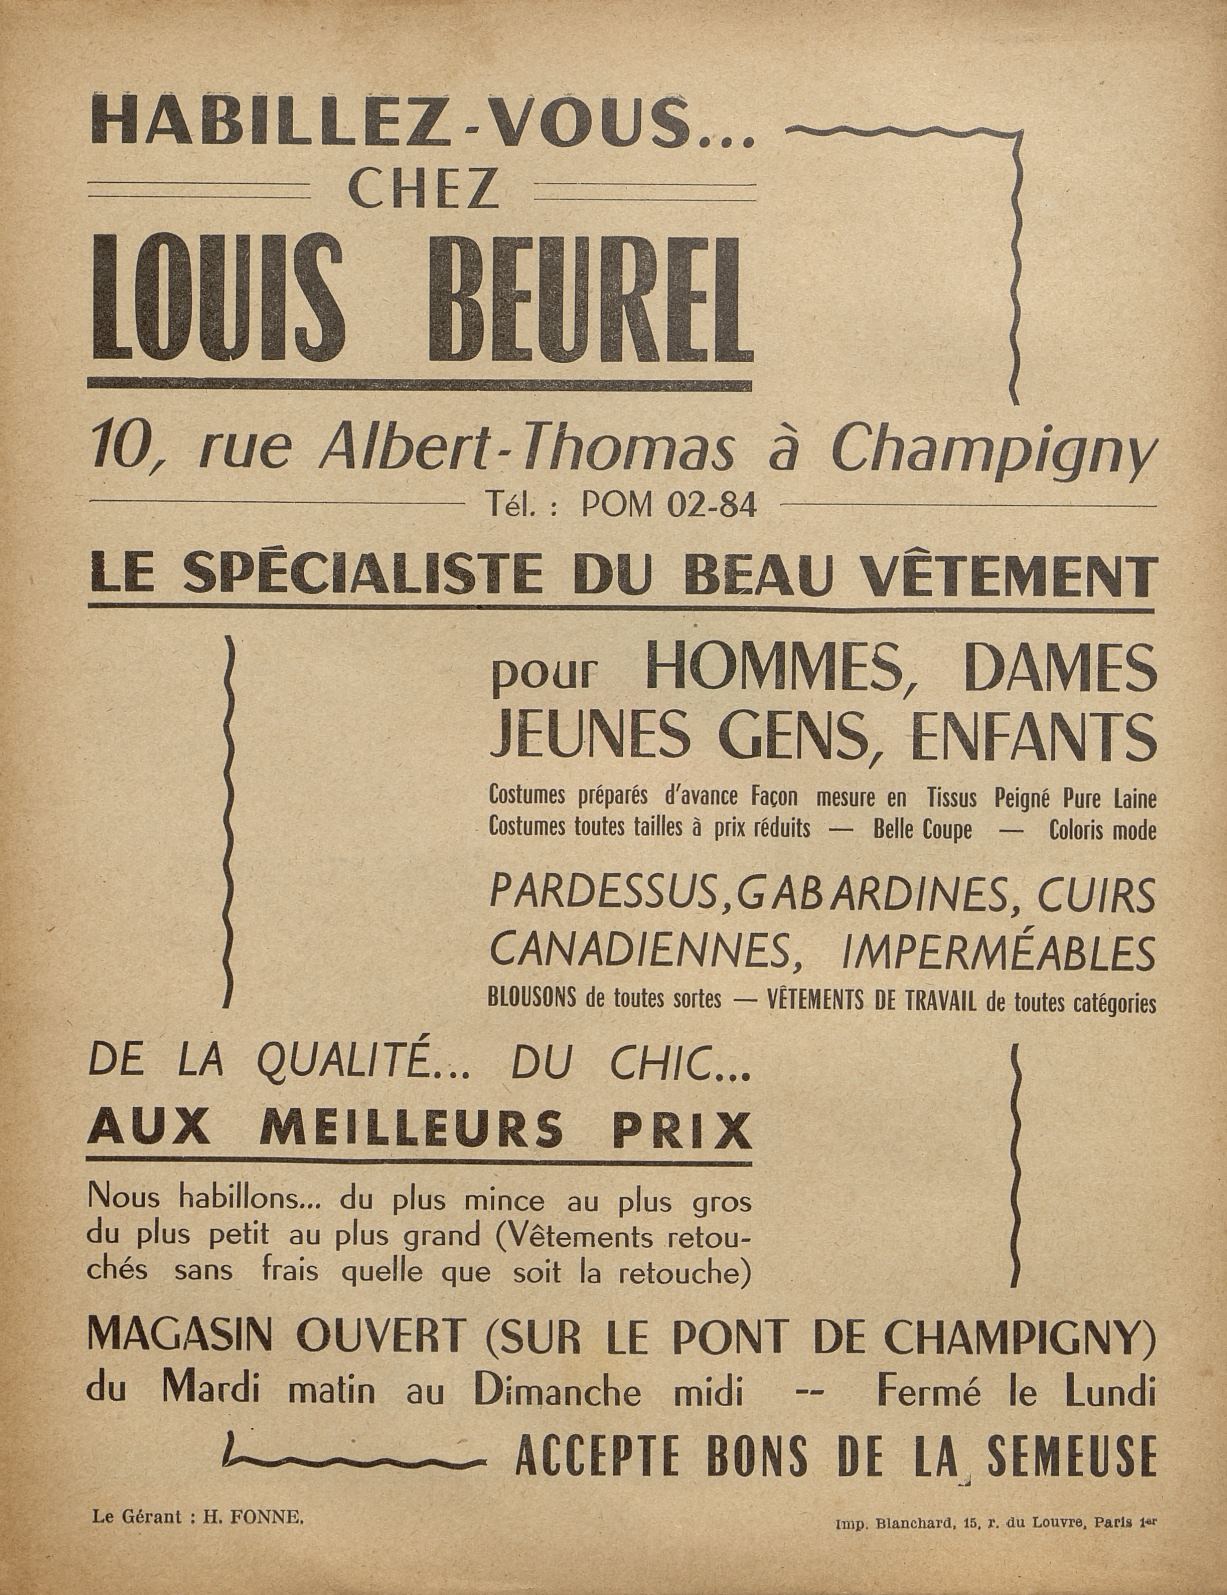 HABILLEZ-VOUS...
CHEZ
LOUIS BEUREL
10, rue Albert-Thomas à Champigny
Tél. : POM 02-84
LE SPÉCIALISTE DU BEAU VÊTEMENT
pour HOMMES, DAMES
JEUNES GENS, ENFANTS
Costumes préparés d'avance Façon mesure en Tissus Peigné Pure Laine
Costumes toutes tailles à prix réduits — Belle Coupe — Coloris mode
PARDESSUS, GABARDINES, CUIRS
CANADIENNES, IMPERMÉABLES
BLOUSONS de toutes sortes — VÊTEMENTS DE TRAVAIL de toutes catégories
DE LA QUALITÉ... DU CHIC...
AUX MEILLEURS PRIX
Nous habillons... du plus mince au plus gros
du plus petit au plus grand (Vêtements retou-
chés sans frais quelle que soit la retouche)
MAGASIN OUVERT (SUR LE PONT DE CHAMPIGNY)
du Mardi matin au Dimanche midi -- Fermé le Lundi
ACCEPTE BONS DE LA SEMEUSE
Le Gérant : H. FONNE.
Imp. Blanchard, 15, r. du Louvre, Paris 1er